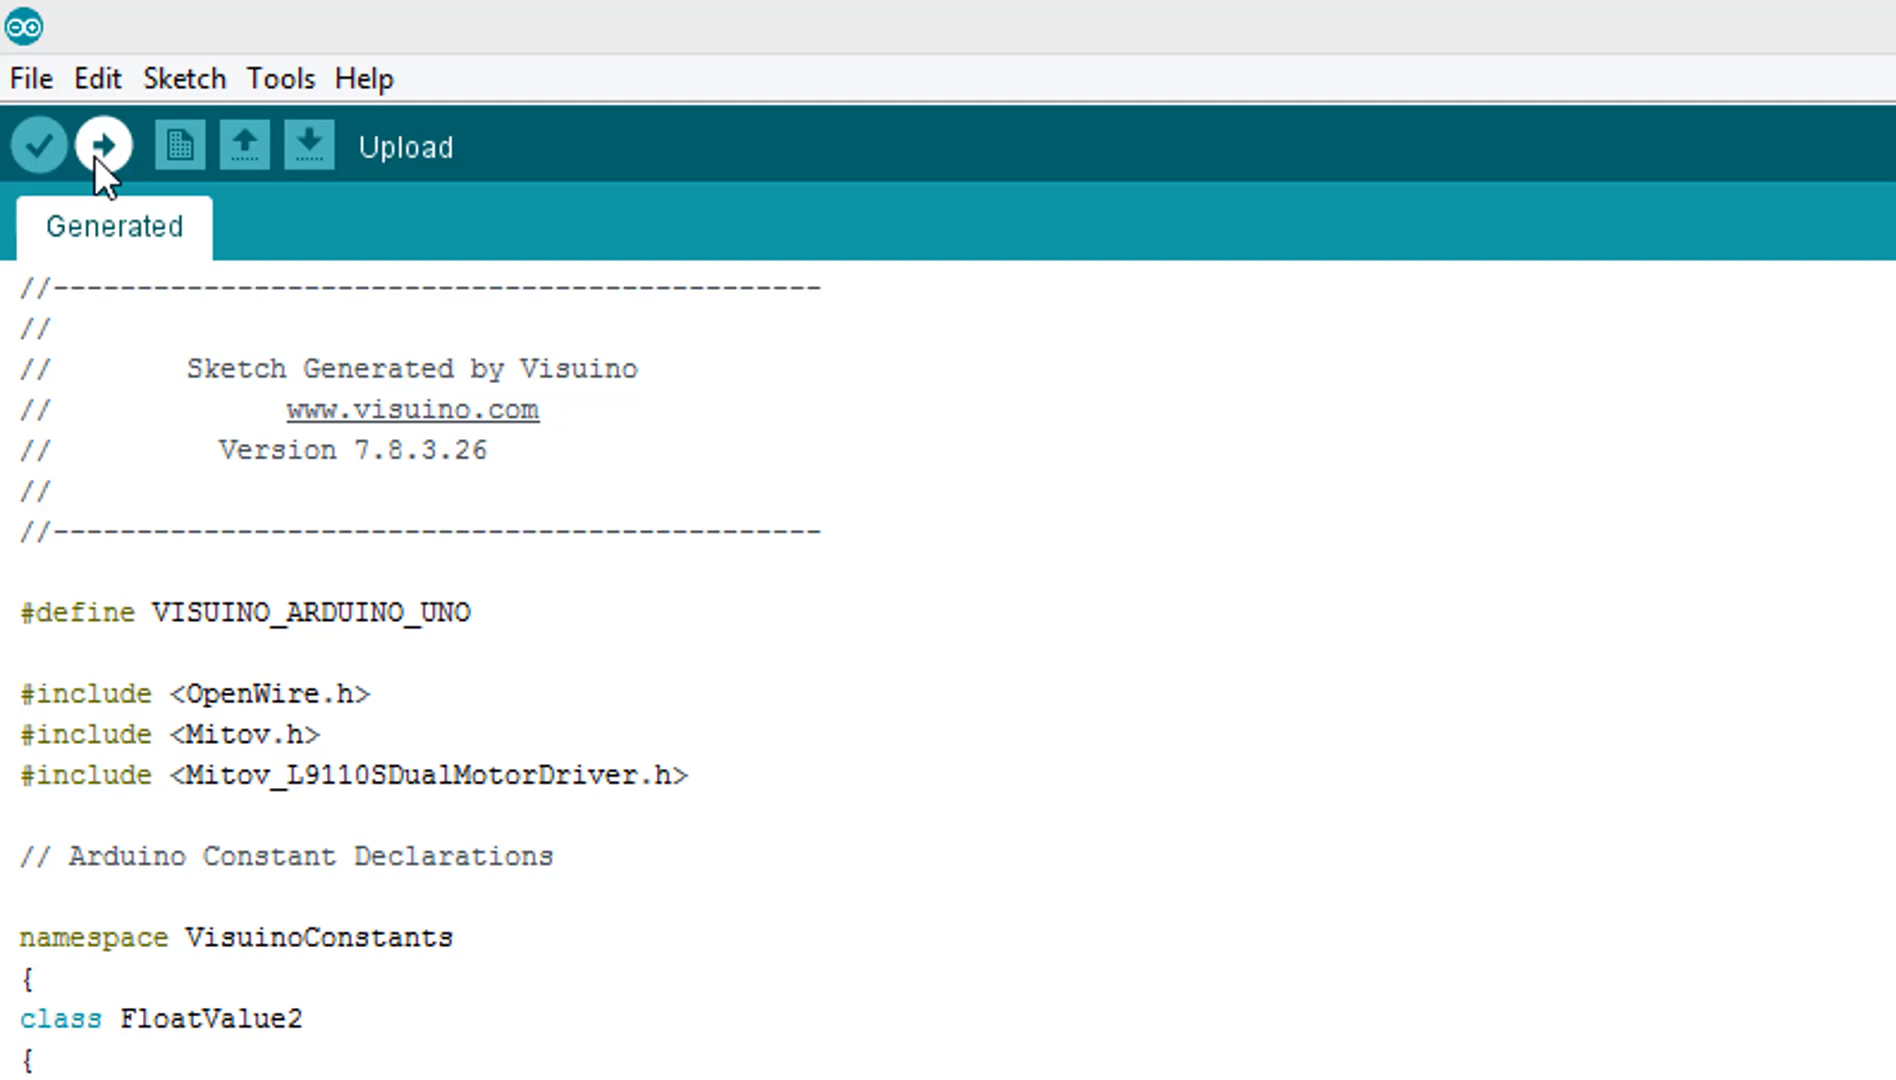 File Edit Sketch Tools Help
Upload
Generated
//----------------------------------------------
//
// Sketch Generated by Visuino
// www.visuino.com
// Version 7.8.3.26
//
//----------------------------------------------
#define VISUINO_ARDUINO_UNO
#include <OpenWire.h>
#include <Mitov.h>
#include <Mitov_L9110SDualMotorDriver.h>
// Arduino Constant Declarations
namespace VisuinoConstants
{
class FloatValue2
{